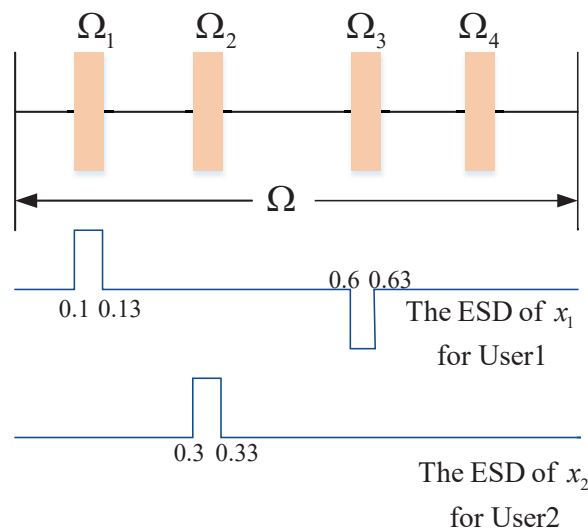 Ω₁ Ω₂ Ω₃ Ω₄
Ω
0.6 0.63
0.1 0.13
The ESD of x₁
for User1
0.3 0.33
The ESD of x₂
for User2